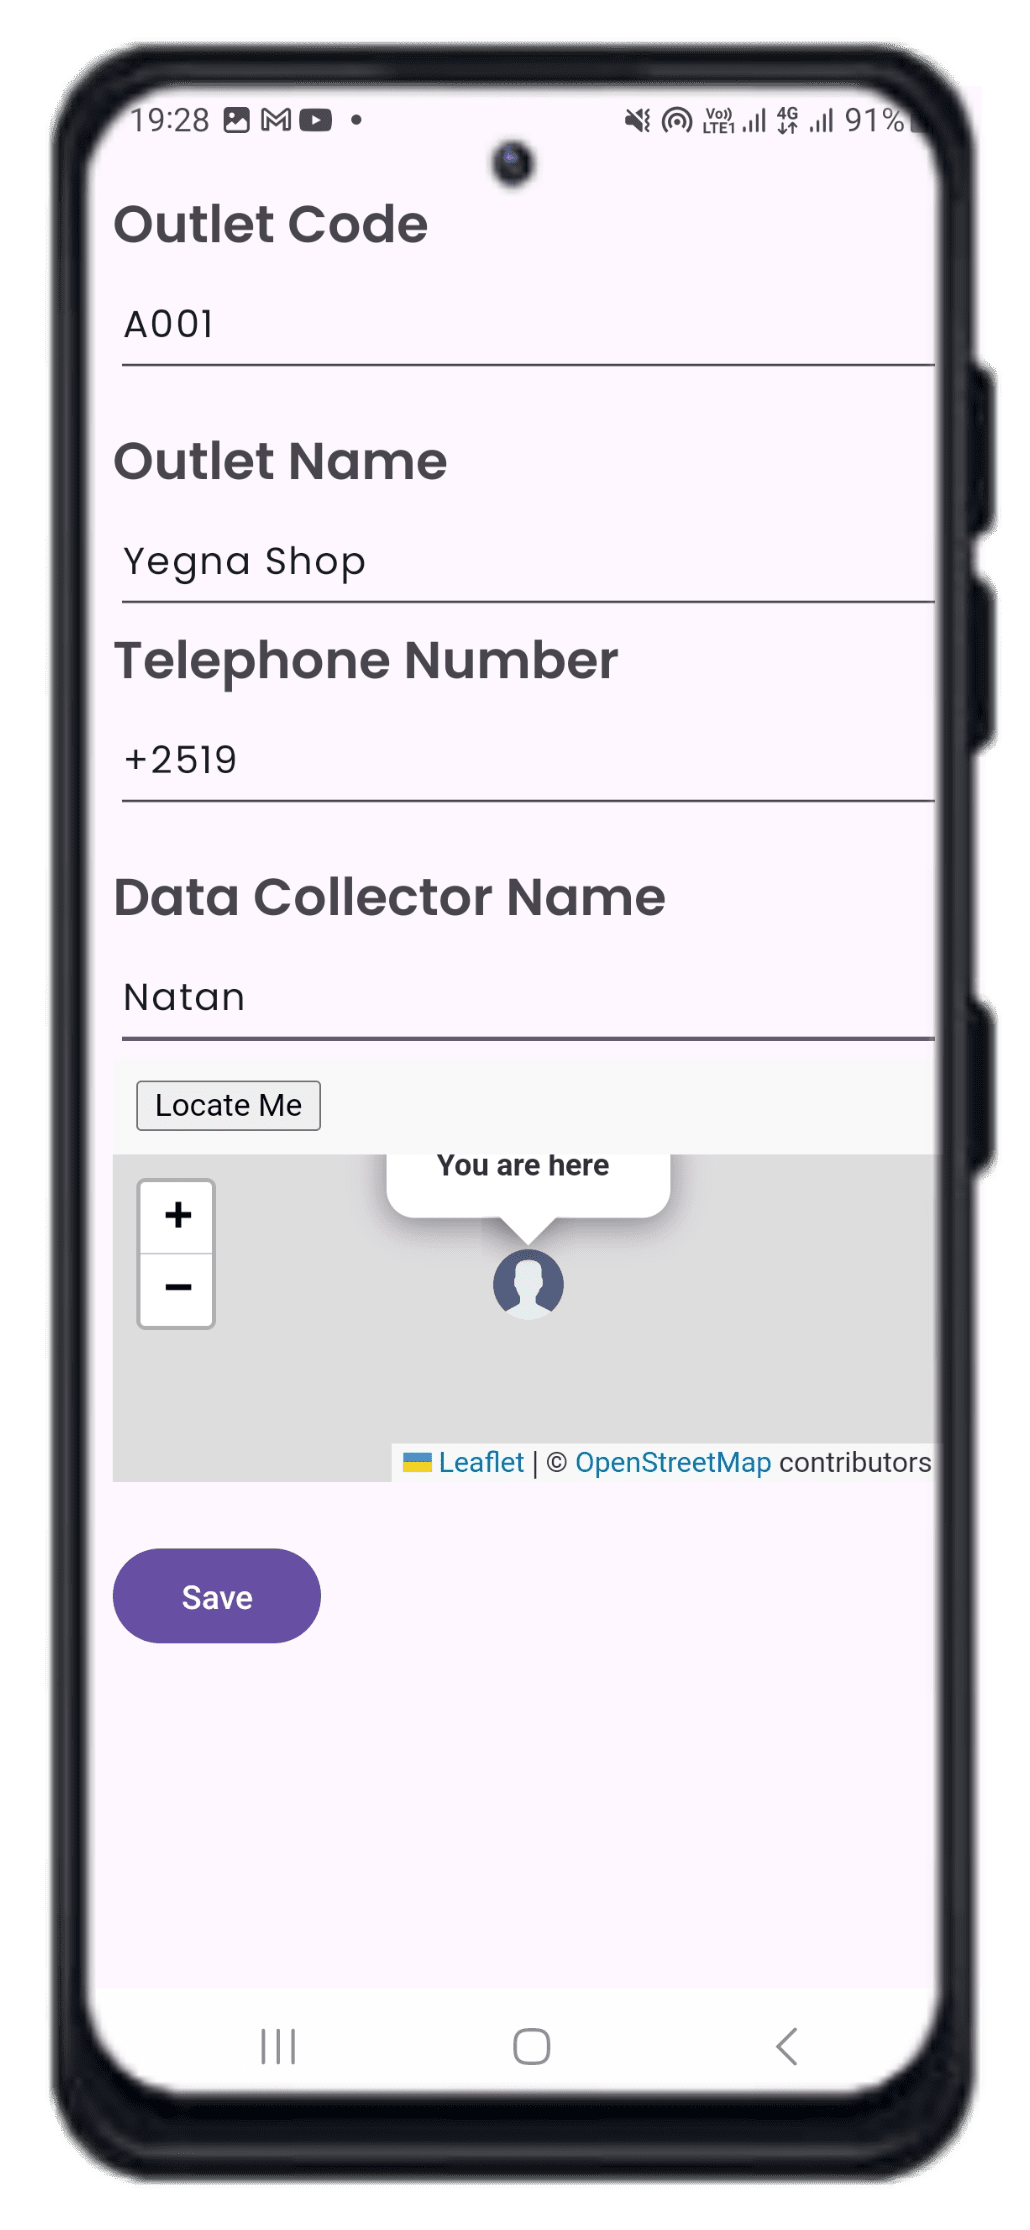 19:28 Vo)) LTE1 4G 91%
Outlet Code
A001
Outlet Name
Yegna Shop
Telephone Number
+2519
Data Collector Name
Natan
Locate Me
You are here
+
−
Leaflet | © OpenStreetMap contributors
Save